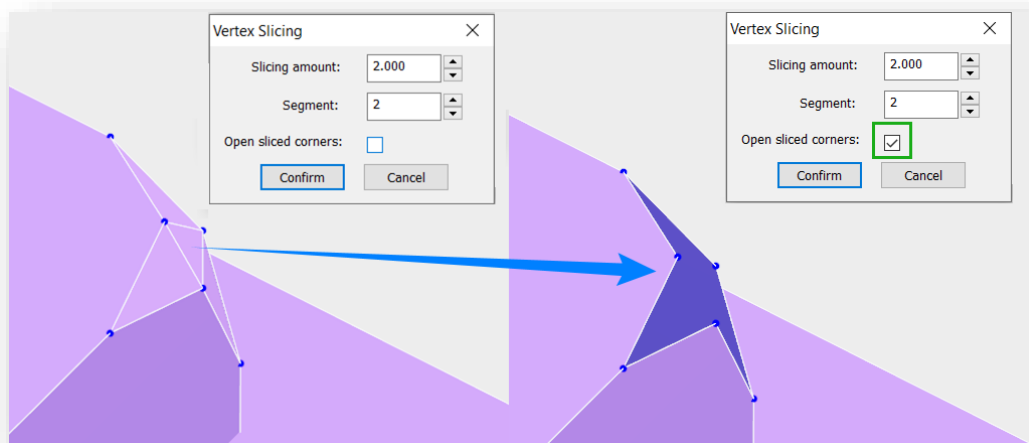 Vertex Slicing
Slicing amount: 2.000
Segment: 2
Open sliced corners:
Confirm Cancel
Vertex Slicing
Slicing amount: 2.000
Segment: 2
Open sliced corners:
Confirm Cancel